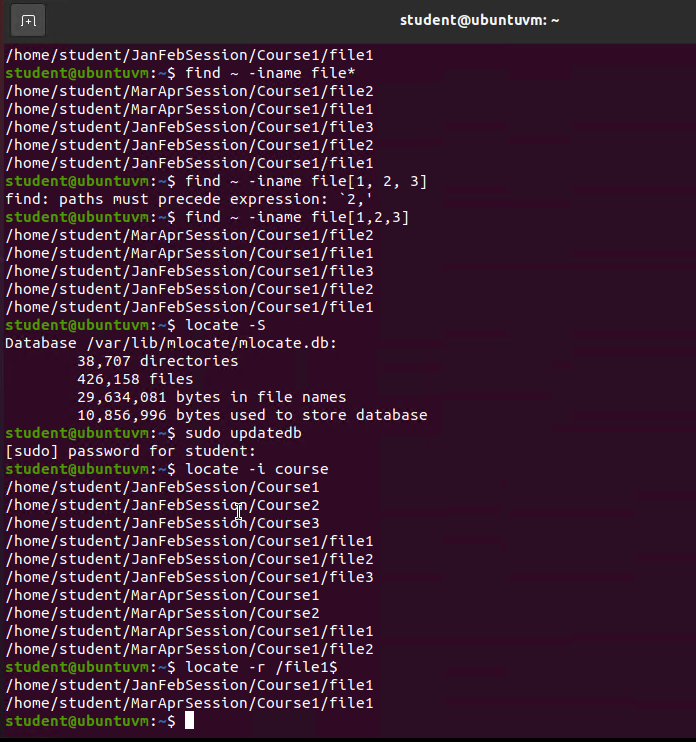 student@ubuntuvm: ~
/home/student/JanFebSession/Course1/file1
student@ubuntuvm:~$ find ~ -iname file*
/home/student/MarAprSession/Course1/file2
/home/student/MarAprSession/Course1/file1
/home/student/JanFebSession/Course1/file3
/home/student/JanFebSession/Course1/file2
/home/student/JanFebSession/Course1/file1
student@ubuntuvm:~$ find ~ -iname file[1, 2, 3]
find: paths must precede expression: `2,'
student@ubuntuvm:~$ find ~ -iname file[1,2,3]
/home/student/MarAprSession/Course1/file2
/home/student/MarAprSession/Course1/file1
/home/student/JanFebSession/Course1/file3
/home/student/JanFebSession/Course1/file2
/home/student/JanFebSession/Course1/file1
student@ubuntuvm:~$ locate -S
Database /var/lib/mlocate/mlocate.db:
        38,707 directories
        426,158 files
        29,634,081 bytes in file names
        10,856,996 bytes used to store database
student@ubuntuvm:~$ sudo updatedb
[sudo] password for student:
student@ubuntuvm:~$ locate -i course
/home/student/JanFebSession/Course1
/home/student/JanFebSession/Course2
/home/student/JanFebSession/Course3
/home/student/JanFebSession/Course1/file1
/home/student/JanFebSession/Course1/file2
/home/student/JanFebSession/Course1/file3
/home/student/MarAprSession/Course1
/home/student/MarAprSession/Course2
/home/student/MarAprSession/Course1/file1
/home/student/MarAprSession/Course1/file2
student@ubuntuvm:~$ locate -r /file1$
/home/student/JanFebSession/Course1/file1
/home/student/MarAprSession/Course1/file1
student@ubuntuvm:~$